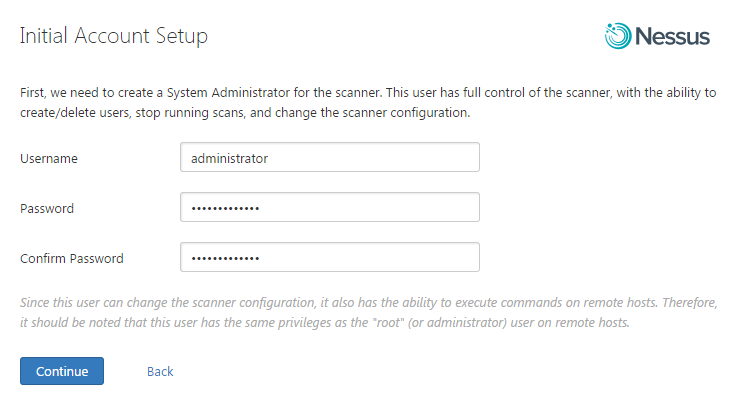 Initial Account Setup
Nessus
First, we need to create a System Administrator for the scanner. This user has full control of the scanner, with the ability to
create/delete users, stop running scans, and change the scanner configuration.
Username
administrator
Password
•••••••••••••
Confirm Password
•••••••••••••
Since this user can change the scanner configuration, it also has the ability to execute commands on remote hosts. Therefore,
it should be noted that this user has the same privileges as the "root" (or administrator) user on remote hosts.
Continue Back